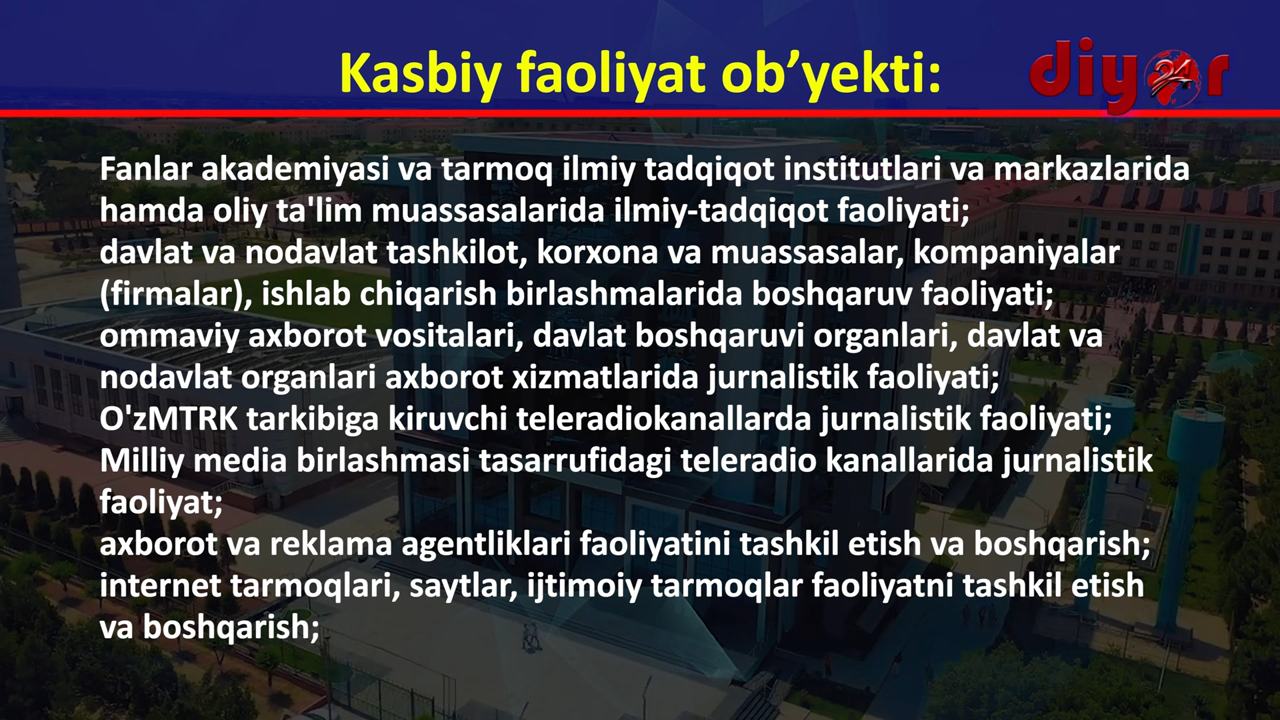 Kasbiy faoliyat ob’yekti:
diyor 24
Fanlar akademiyasi va tarmoq ilmiy tadqiqot institutlari va markazlarida
hamda oliy ta'lim muassasalarida ilmiy-tadqiqot faoliyati;
davlat va nodavlat tashkilot, korxona va muassasalar, kompaniyalar
(firmalar), ishlab chiqarish birlashmalarida boshqaruv faoliyati;
ommaviy axborot vositalari, davlat boshqaruvi organlari, davlat va
nodavlat organlari axborot xizmatlarida jurnalistik faoliyati;
O'zMTRK tarkibiga kiruvchi teleradiokanallarda jurnalistik faoliyati;
Milliy media birlashmasi tasarrufidagi teleradio kanallarida jurnalistik
faoliyat;
axborot va reklama agentliklari faoliyatini tashkil etish va boshqarish;
internet tarmoqlari, saytlar, ijtimoiy tarmoqlar faoliyatni tashkil etish
va boshqarish;